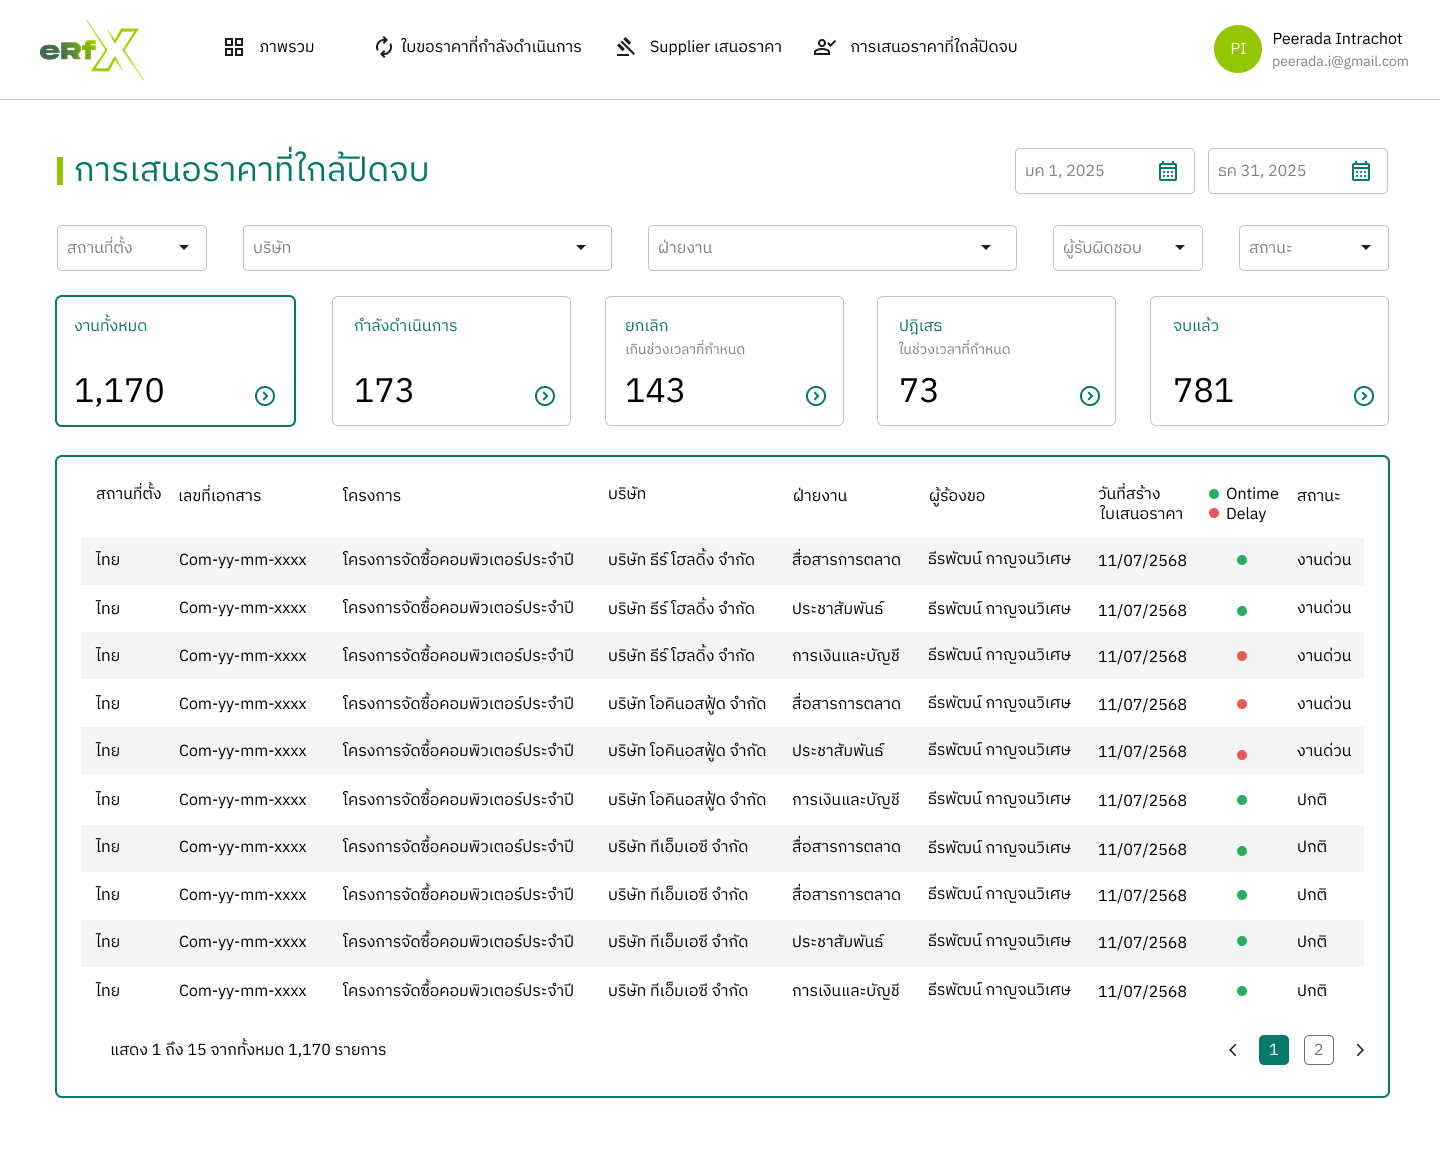 eRfX
ภาพรวม
ใบขอราคาที่กำลังดำเนินการ
Supplier เสนอราคา
การเสนอราคาที่ใกล้ปิดจบ
PI
Peerada Intrachot
peerada.i@gmail.com
การเสนอราคาที่ใกล้ปิดจบ
มค 1, 2025
ธค 31, 2025
สถานที่ตั้ง
บริษัท
ฝ่ายงาน
ผู้รับผิดชอบ
สถานะ
งานทั้งหมด
1,170
กำลังดำเนินการ
173
ยกเลิก
เกินช่วงเวลาที่กำหนด
143
ปฎิเสธ
ในช่วงเวลาที่กำหนด
73
จบแล้ว
781
สถานที่ตั้ง เลขที่เอกสาร โครงการ บริษัท ฝ่ายงาน ผู้ร้องขอ วันที่สร้าง Ontime สถานะ
ใบเสนอราคา Delay
ไทย Com-yy-mm-xxxx โครงการจัดซื้อคอมพิวเตอร์ประจำปี บริษัท ธีร์ โฮลดิ้ง จำกัด สื่อสารการตลาด ธีรพัฒน์ กาญจนวิเศษ 11/07/2568 งานด่วน
ไทย Com-yy-mm-xxxx โครงการจัดซื้อคอมพิวเตอร์ประจำปี บริษัท ธีร์ โฮลดิ้ง จำกัด ประชาสัมพันธ์ ธีรพัฒน์ กาญจนวิเศษ 11/07/2568 งานด่วน
ไทย Com-yy-mm-xxxx โครงการจัดซื้อคอมพิวเตอร์ประจำปี บริษัท ธีร์ โฮลดิ้ง จำกัด การเงินและบัญชี ธีรพัฒน์ กาญจนวิเศษ 11/07/2568 งานด่วน
ไทย Com-yy-mm-xxxx โครงการจัดซื้อคอมพิวเตอร์ประจำปี บริษัท โอคินอสฟู้ด จำกัด สื่อสารการตลาด ธีรพัฒน์ กาญจนวิเศษ 11/07/2568 งานด่วน
ไทย Com-yy-mm-xxxx โครงการจัดซื้อคอมพิวเตอร์ประจำปี บริษัท โอคินอสฟู้ด จำกัด ประชาสัมพันธ์ ธีรพัฒน์ กาญจนวิเศษ 11/07/2568 งานด่วน
ไทย Com-yy-mm-xxxx โครงการจัดซื้อคอมพิวเตอร์ประจำปี บริษัท โอคินอสฟู้ด จำกัด การเงินและบัญชี ธีรพัฒน์ กาญจนวิเศษ 11/07/2568 ปกติ
ไทย Com-yy-mm-xxxx โครงการจัดซื้อคอมพิวเตอร์ประจำปี บริษัท ทีเอ็มเอซี จำกัด สื่อสารการตลาด ธีรพัฒน์ กาญจนวิเศษ 11/07/2568 ปกติ
ไทย Com-yy-mm-xxxx โครงการจัดซื้อคอมพิวเตอร์ประจำปี บริษัท ทีเอ็มเอซี จำกัด สื่อสารการตลาด ธีรพัฒน์ กาญจนวิเศษ 11/07/2568 ปกติ
ไทย Com-yy-mm-xxxx โครงการจัดซื้อคอมพิวเตอร์ประจำปี บริษัท ทีเอ็มเอซี จำกัด ประชาสัมพันธ์ ธีรพัฒน์ กาญจนวิเศษ 11/07/2568 ปกติ
ไทย Com-yy-mm-xxxx โครงการจัดซื้อคอมพิวเตอร์ประจำปี บริษัท ทีเอ็มเอซี จำกัด การเงินและบัญชี ธีรพัฒน์ กาญจนวิเศษ 11/07/2568 ปกติ
แสดง 1 ถึง 15 จากทั้งหมด 1,170 รายการ
1 2